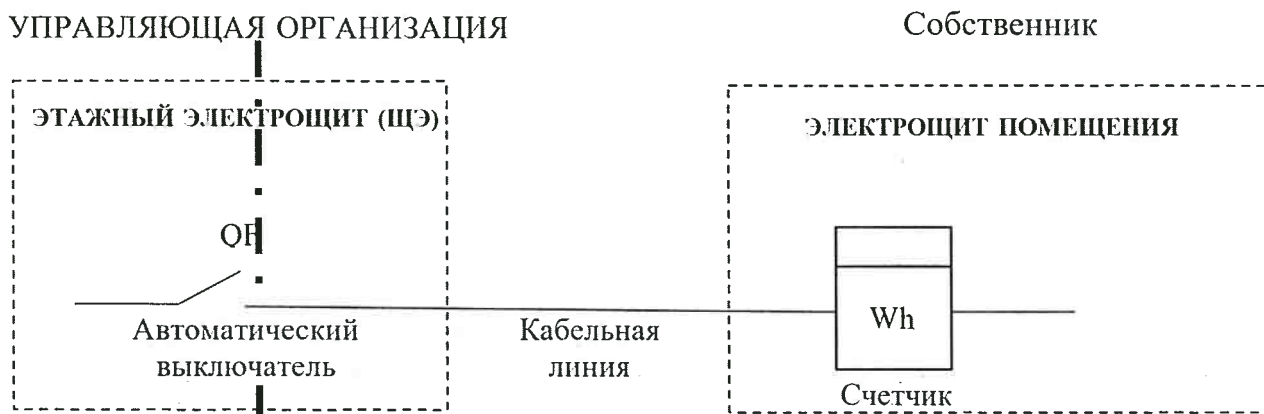 УПРАВЛЯЮЩАЯ ОРГАНИЗАЦИЯ
Собственник
ЭТАЖНЫЙ ЭЛЕКТРОЩИТ (ЩЭ)
ЭЛЕКТРОЩИТ ПОМЕЩЕНИЯ
QF
Автоматический
выключатель
Кабельная
линия
Wh
Счетчик